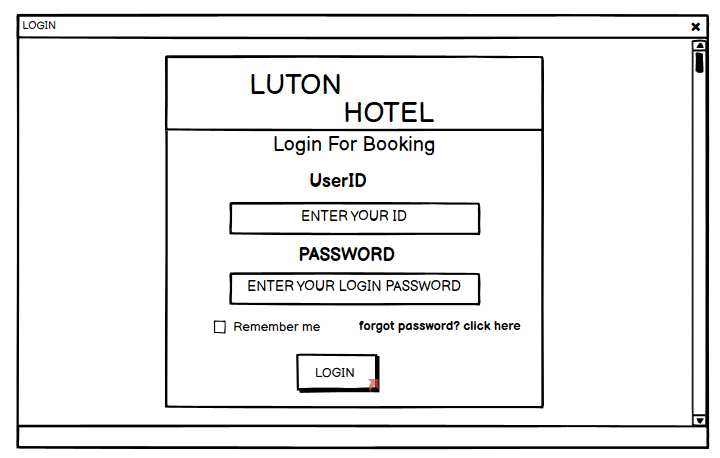 LOGIN
LUTON
HOTEL
Login For Booking
UserID
ENTER YOUR ID
PASSWORD
ENTER YOUR LOGIN PASSWORD
Remember me forgot password? click here
LOGIN